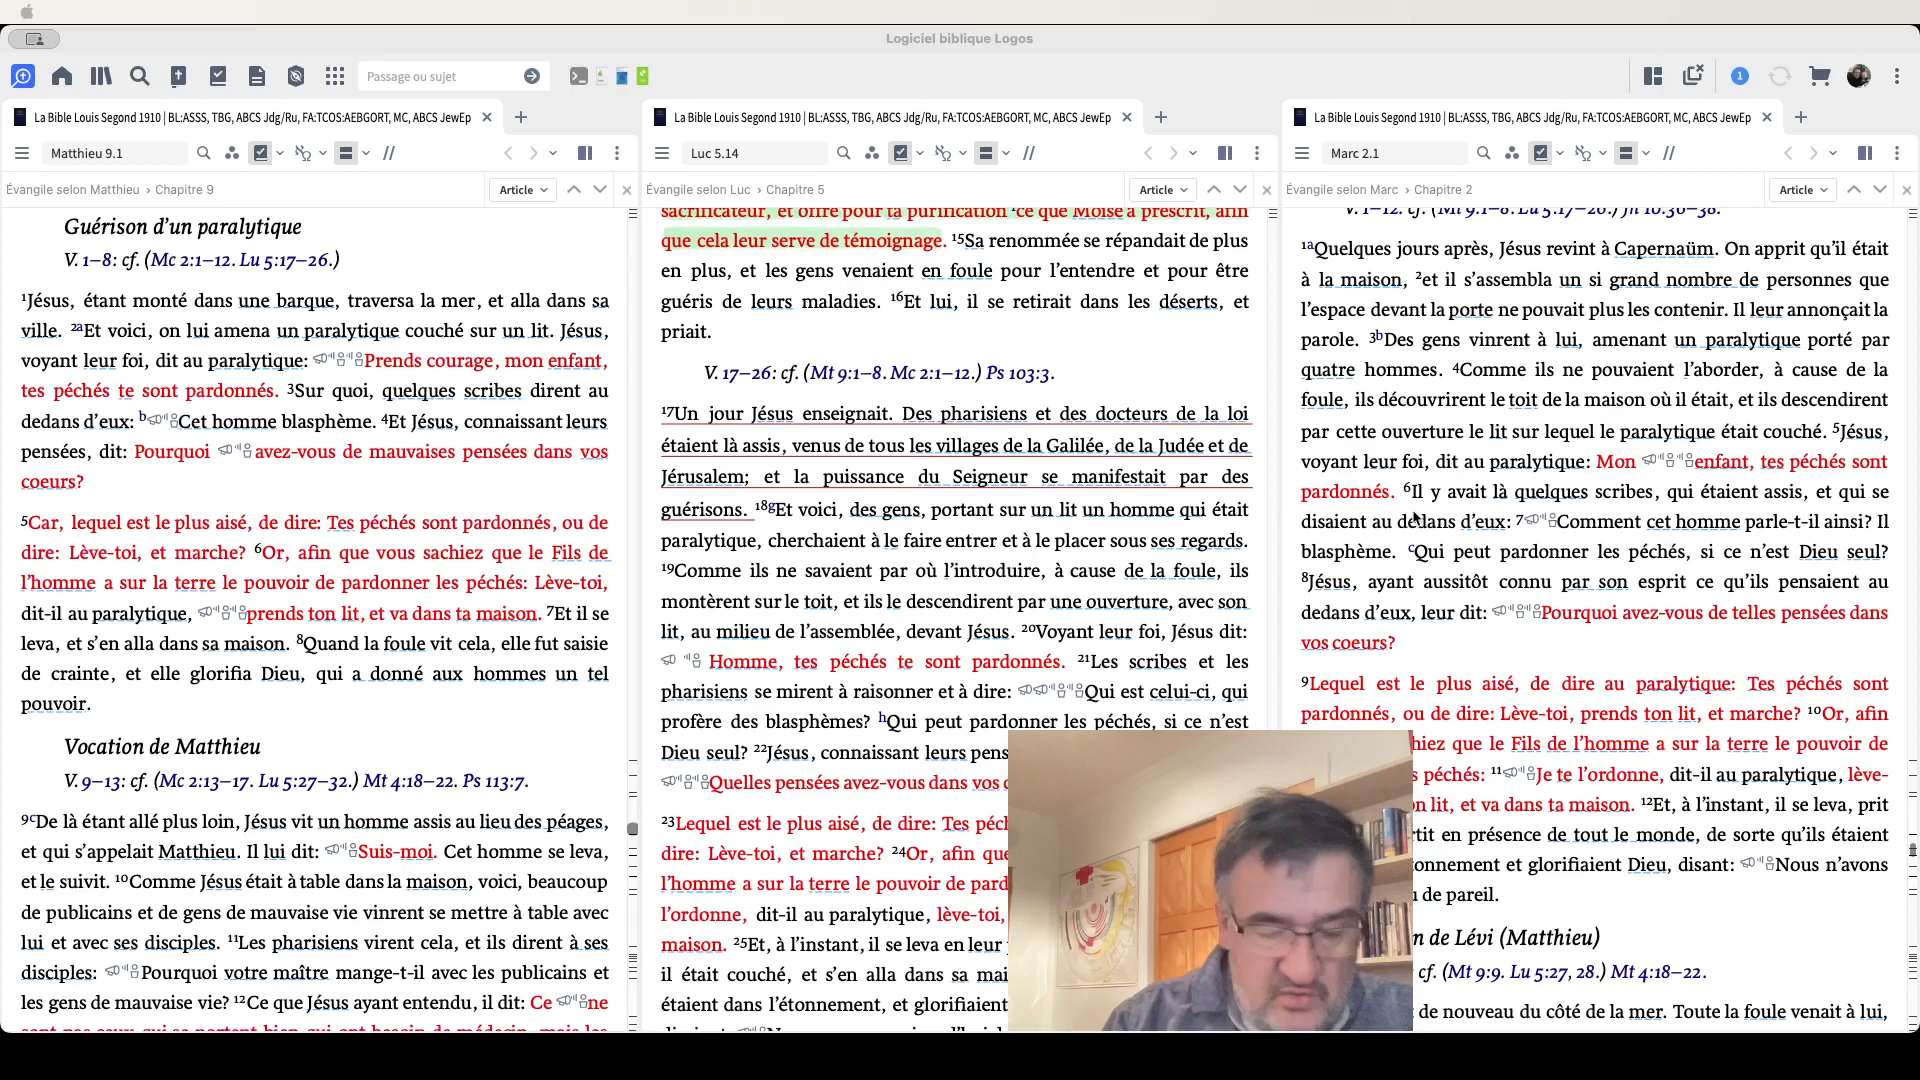 Logiciel biblique Logos
Passage ou sujet
1
La Bible Louis Segond 1910 | BL:ASSS, TBG, ABCS Jdg/Ru, FA:TCOS:AEBGORT, MC, ABCS JewEp
Matthieu 9.1
Évangile selon Matthieu › Chapitre 9
Article
Guérison d’un paralytique
V. 1–8: cf. (Mc 2:1–12. Lu 5:17–26.)
¹Jésus, étant monté dans une barque, traversa la mer, et alla dans sa
ville. ²ᵃEt voici, on lui amena un paralytique couché sur un lit. Jésus,
voyant leur foi, dit au paralytique: Prends courage, mon enfant,
tes péchés te sont pardonnés. ³Sur quoi, quelques scribes dirent au
dedans d’eux: ᵇCet homme blasphème. ⁴Et Jésus, connaissant leurs
pensées, dit: Pourquoi avez-vous de mauvaises pensées dans vos
coeurs?
⁵Car, lequel est le plus aisé, de dire: Tes péchés sont pardonnés, ou de
dire: Lève-toi, et marche? ⁶Or, afin que vous sachiez que le Fils de
l’homme a sur la terre le pouvoir de pardonner les péchés: Lève-toi,
dit-il au paralytique, prends ton lit, et va dans ta maison. ⁷Et il se
leva, et s’en alla dans sa maison. ⁸Quand la foule vit cela, elle fut saisie
de crainte, et elle glorifia Dieu, qui a donné aux hommes un tel
pouvoir.
Vocation de Matthieu
V. 9–13: cf. (Mc 2:13–17. Lu 5:27–32.) Mt 4:18–22. Ps 113:7.
⁹ᶜDe là étant allé plus loin, Jésus vit un homme assis au lieu des péages,
et qui s’appelait Matthieu. Il lui dit: Suis-moi. Cet homme se leva,
et le suivit. ¹⁰Comme Jésus était à table dans la maison, voici, beaucoup
de publicains et de gens de mauvaise vie vinrent se mettre à table avec
lui et avec ses disciples. ¹¹Les pharisiens virent cela, et ils dirent à ses
disciples: Pourquoi votre maître mange-t-il avec les publicains et
les gens de mauvaise vie? ¹²Ce que Jésus ayant entendu, il dit: Ce ne
La Bible Louis Segond 1910 | BL:ASSS, TBG, ABCS Jdg/Ru, FA:TCOS:AEBGORT, MC, ABCS JewEp
Luc 5.14
Évangile selon Luc › Chapitre 5
Article
sacrificateur, et offre pour ta purification ce que Moïse a prescrit, afin
que cela leur serve de témoignage. ¹⁵Sa renommée se répandait de plus
en plus, et les gens venaient en foule pour l’entendre et pour être
guéris de leurs maladies. ¹⁶Et lui, il se retirait dans les déserts, et
priait.
V. 17–26: cf. (Mt 9:1–8. Mc 2:1–12.) Ps 103:3.
¹⁷Un jour Jésus enseignait. Des pharisiens et des docteurs de la loi
étaient là assis, venus de tous les villages de la Galilée, de la Judée et de
Jérusalem; et la puissance du Seigneur se manifestait par des
guérisons. ¹⁸ᵍEt voici, des gens, portant sur un lit un homme qui était
paralytique, cherchaient à le faire entrer et à le placer sous ses regards.
¹⁹Comme ils ne savaient par où l’introduire, à cause de la foule, ils
montèrent sur le toit, et ils le descendirent par une ouverture, avec son
lit, au milieu de l’assemblée, devant Jésus. ²⁰Voyant leur foi, Jésus dit:
Homme, tes péchés te sont pardonnés. ²¹Les scribes et les
pharisiens se mirent à raisonner et à dire: Qui est celui-ci, qui
profère des blasphèmes? ʰQui peut pardonner les péchés, si ce n’est
Dieu seul? ²²Jésus, connaissant leurs pens
Quelles pensées avez-vous dans vos c
²³Lequel est le plus aisé, de dire: Tes péch
dire: Lève-toi, et marche? ²⁴Or, afin que
l’homme a sur la terre le pouvoir de pard
l’ordonne, dit-il au paralytique, lève-toi,
maison. ²⁵Et, à l’instant, il se leva en leur
il était couché, et s’en alla dans sa mai
étaient dans l’étonnement, et glorifiaient
La Bible Louis Segond 1910 | BL:ASSS, TBG, ABCS Jdg/Ru, FA:TCOS:AEBGORT, MC, ABCS JewEp
Marc 2.1
Évangile selon Marc › Chapitre 2
Article
V. 1–12: cf. (Mt 9:1–8. Lu 5:17–26.) Jn 10:36–38.
¹ᵃQuelques jours après, Jésus revint à Capernaüm. On apprit qu’il était
à la maison, ²et il s’assembla un si grand nombre de personnes que
l’espace devant la porte ne pouvait plus les contenir. Il leur annonçait la
parole. ³ᵇDes gens vinrent à lui, amenant un paralytique porté par
quatre hommes. ⁴Comme ils ne pouvaient l’aborder, à cause de la
foule, ils découvrirent le toit de la maison où il était, et ils descendirent
par cette ouverture le lit sur lequel le paralytique était couché. ⁵Jésus,
voyant leur foi, dit au paralytique: Mon enfant, tes péchés sont
pardonnés. ⁶Il y avait là quelques scribes, qui étaient assis, et qui se
disaient au dedans d’eux: ⁷Comment cet homme parle-t-il ainsi? Il
blasphème. ᶜQui peut pardonner les péchés, si ce n’est Dieu seul?
⁸Jésus, ayant aussitôt connu par son esprit ce qu’ils pensaient au
dedans d’eux, leur dit: Pourquoi avez-vous de telles pensées dans
vos coeurs?
⁹Lequel est le plus aisé, de dire au paralytique: Tes péchés sont
pardonnés, ou de dire: Lève-toi, prends ton lit, et marche? ¹⁰Or, afin
hiez que le Fils de l’homme a sur la terre le pouvoir de
s péchés: ¹¹Je te l’ordonne, dit-il au paralytique, lève-
on lit, et va dans ta maison. ¹²Et, à l’instant, il se leva, prit
rtit en présence de tout le monde, de sorte qu’ils étaient
onnement et glorifiaient Dieu, disant: Nous n’avons
u de pareil.
n de Lévi (Matthieu)
cf. (Mt 9:9. Lu 5:27, 28.) Mt 4:18–22.
de nouveau du côté de la mer. Toute la foule venait à lui,